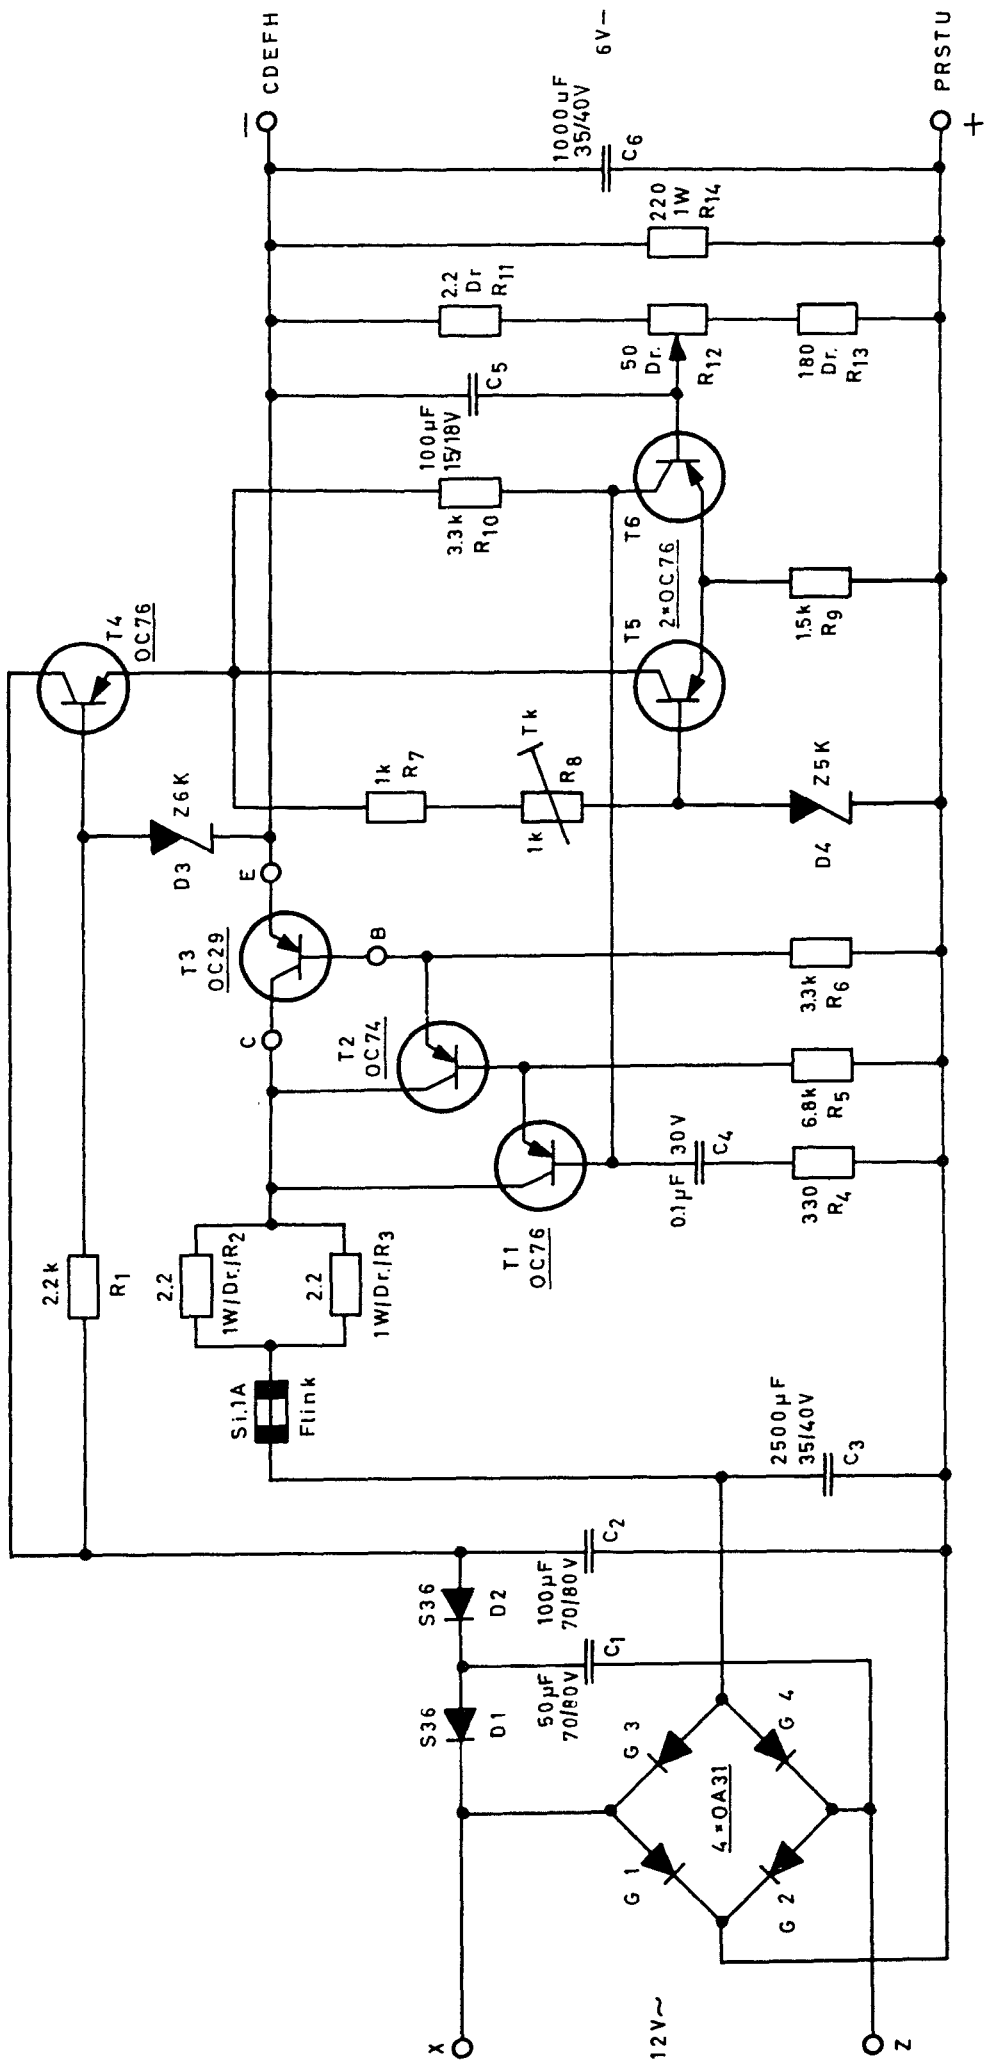 X
Z
12V~
G 1
G 2
G 3
G 4
4*OA31
S36
D1
50µF
70/80V
C1
S36
D2
100µF
70/80V
C2
2500µF
35/40V
C3
Si.1A
Flink
2.2k
R1
2.2
1W/Dr./R2
2.2
1W/Dr./R3
T1
OC76
T2
OC74
T3
OC29
C
B
E
0.1µF 30V
C4
330
R4
6.8k
R5
3.3k
R6
D3
Z6K
T4
OC76
1k
R7
1k
R8
Tk
D4
Z5K
T5
T6
2*OC76
1.5k
R9
3.3k
R10
100µF
15/18V
C5
2.2
Dr
R11
50
Dr.
R12
180
Dr.
R13
220
1W
R14
1000uF
35/40V
C6
6V–
– CDEFH
+ PRSTU